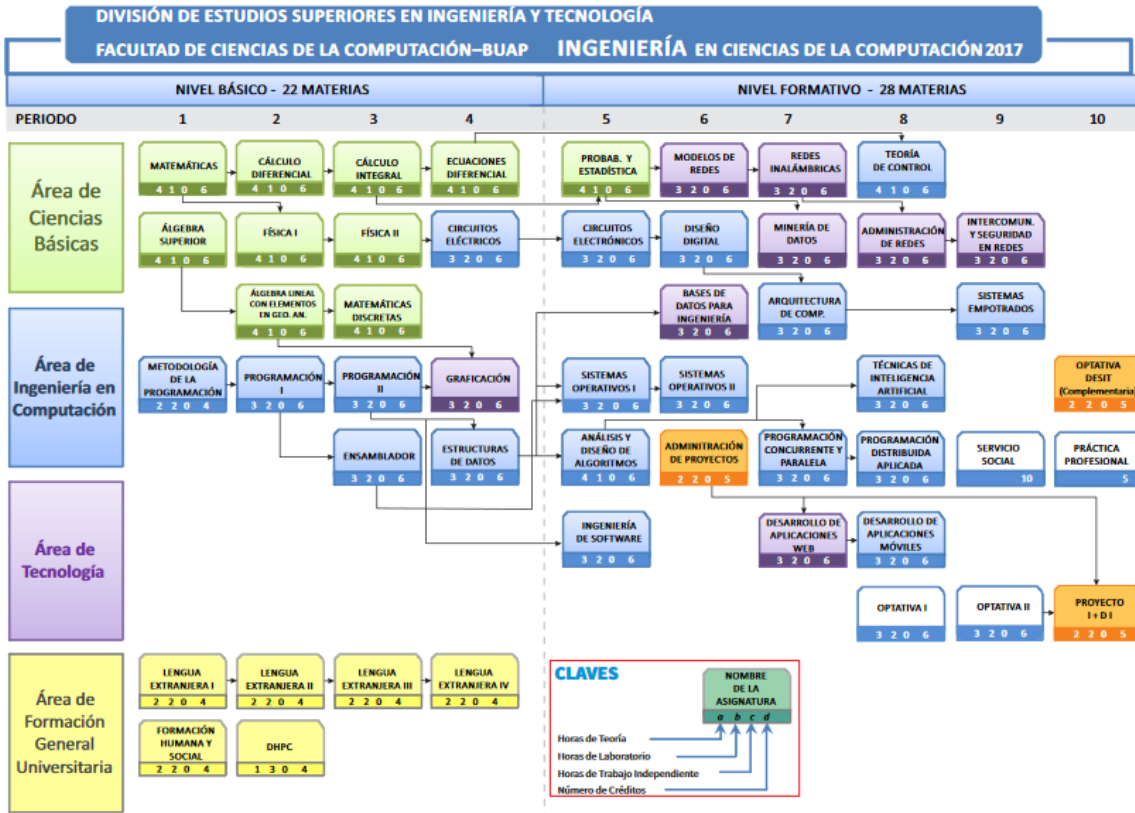 DIVISIÓN DE ESTUDIOS SUPERIORES EN INGENIERÍA Y TECNOLOGÍA
FACULTAD DE CIENCIAS DE LA COMPUTACIÓN–BUAP INGENIERÍA EN CIENCIAS DE LA COMPUTACIÓN 2017
NIVEL BÁSICO - 22 MATERIAS
NIVEL FORMATIVO - 28 MATERIAS
PERIODO 1 2 3 4 5 6 7 8 9 10
Área de
Ciencias
Básicas
MATEMÁTICAS
4 1 0 6
CÁLCULO
DIFERENCIAL
4 1 0 6
CÁLCULO
INTEGRAL
4 1 0 6
ECUACIONES
DIFERENCIAL
4 1 0 6
PROBAB. Y
ESTADÍSTICA
4 1 0 6
MODELOS DE
REDES
3 2 0 6
REDES
INALÁMBRICAS
3 2 0 6
TEORÍA
DE CONTROL
4 1 0 6
ÁLGEBRA
SUPERIOR
4 1 0 6
FÍSICA I
4 1 0 6
FÍSICA II
4 1 0 6
CIRCUITOS
ELÉCTRICOS
3 2 0 6
CIRCUITOS
ELECTRÓNICOS
3 2 0 6
DISEÑO
DIGITAL
3 2 0 6
MINERÍA DE
DATOS
3 2 0 6
ADMINISTRACIÓN
DE REDES
3 2 0 6
INTERCOMUN.
Y SEGURIDAD
EN REDES
3 2 0 6
ÁLGEBRA LINEAL
CON ELEMENTOS
EN GEO. AN.
4 1 0 6
MATEMÁTICAS
DISCRETAS
4 1 0 6
BASES DE
DATOS PARA
INGENIERÍA
3 2 0 6
ARQUITECTURA
DE COMP.
3 2 0 6
SISTEMAS
EMPOTRADOS
3 2 0 6
Área de
Ingeniería en
Computación
METODOLOGÍA
DE LA
PROGRAMACIÓN
2 2 0 4
PROGRAMACIÓN
I
3 2 0 6
PROGRAMACIÓN
II
3 2 0 6
GRAFICACIÓN
3 2 0 6
SISTEMAS
OPERATIVOS I
3 2 0 6
SISTEMAS
OPERATIVOS II
3 2 0 6
TÉCNICAS DE
INTELIGENCIA
ARTIFICIAL
3 2 0 6
OPTATIVA
DESIT
(Complementaria)
2 2 0 5
ENSAMBLADOR
3 2 0 6
ESTRUCTURAS
DE DATOS
3 2 0 6
ANÁLISIS Y
DISEÑO DE
ALGORITMOS
4 1 0 6
ADMINITRACIÓN
DE PROYECTOS
2 2 0 5
PROGRAMACIÓN
CONCURRENTE Y
PARALELA
3 2 0 6
PROGRAMACIÓN
DISTRIBUIDA
APLICADA
3 2 0 6
SERVICIO
SOCIAL
10
PRÁCTICA
PROFESIONAL
5
Área de
Tecnología
INGENIERÍA
DE SOFTWARE
3 2 0 6
DESARROLLO DE
APLICACIONES
WEB
3 2 0 6
DESARROLLO DE
APLICACIONES
MÓVILES
3 2 0 6
OPTATIVA I
3 2 0 6
OPTATIVA II
3 2 0 6
PROYECTO
I + D I
2 2 0 5
Área de
Formación
General
Universitaria
LENGUA
EXTRANJERA I
2 2 0 4
LENGUA
EXTRANJERA II
2 2 0 4
LENGUA
EXTRANJERA III
2 2 0 4
LENGUA
EXTRANJERA IV
2 2 0 4
FORMACIÓN
HUMANA Y
SOCIAL
2 2 0 4
DHPC
1 3 0 4
CLAVES
NOMBRE
DE LA
ASIGNATURA
a b c d
Horas de Teoría
Horas de Laboratorio
Horas de Trabajo Independiente
Número de Créditos